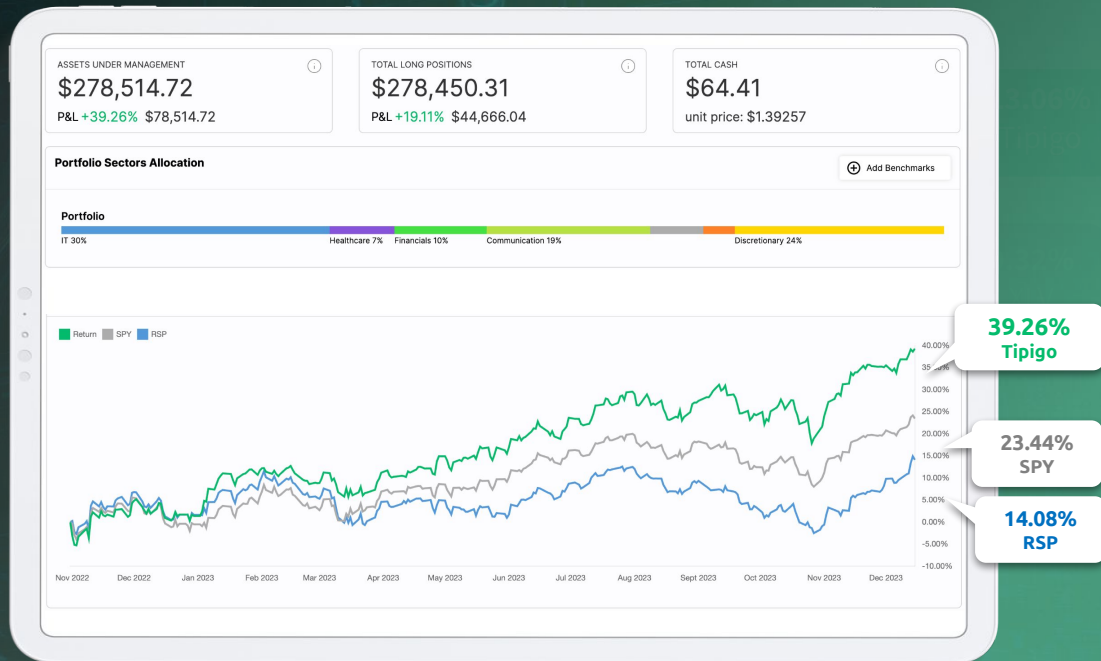 ASSETS UNDER MANAGEMENT
$278,514.72
P&L +39.26% $78,514.72
TOTAL LONG POSITIONS
$278,450.31
P&L +19.11% $44,666.04
TOTAL CASH
$64.41
unit price: $1.39257
Portfolio Sectors Allocation
Add Benchmarks
Portfolio
IT 30% Healthcare 7% Financials 10% Communication 19% Discretionary 24%
Return SPY RSP
40.00%
30.00%
25.00%
20.00%
15.00%
10.00%
5.00%
0.00%
-5.00%
-10.00%
Nov 2022 Dec 2022 Jan 2023 Feb 2023 Mar 2023 Apr 2023 May 2023 Jun 2023 Jul 2023 Aug 2023 Sept 2023 Oct 2023 Nov 2023 Dec 2023
39.26%
Tipigo
23.44%
SPY
14.08%
RSP